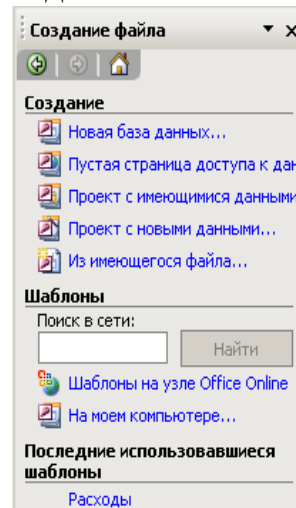 Создание файла
Создание
Новая база данных...
Пустая страница доступа к
Проект с имеющимися данными
Проект с новыми данными...
Из имеющегося файла...
Шаблоны
Поиск в сети:
Найти
Шаблоны на узле Office Online
На моем компьютере...
Последние использовавшиеся
шаблоны
Расходы